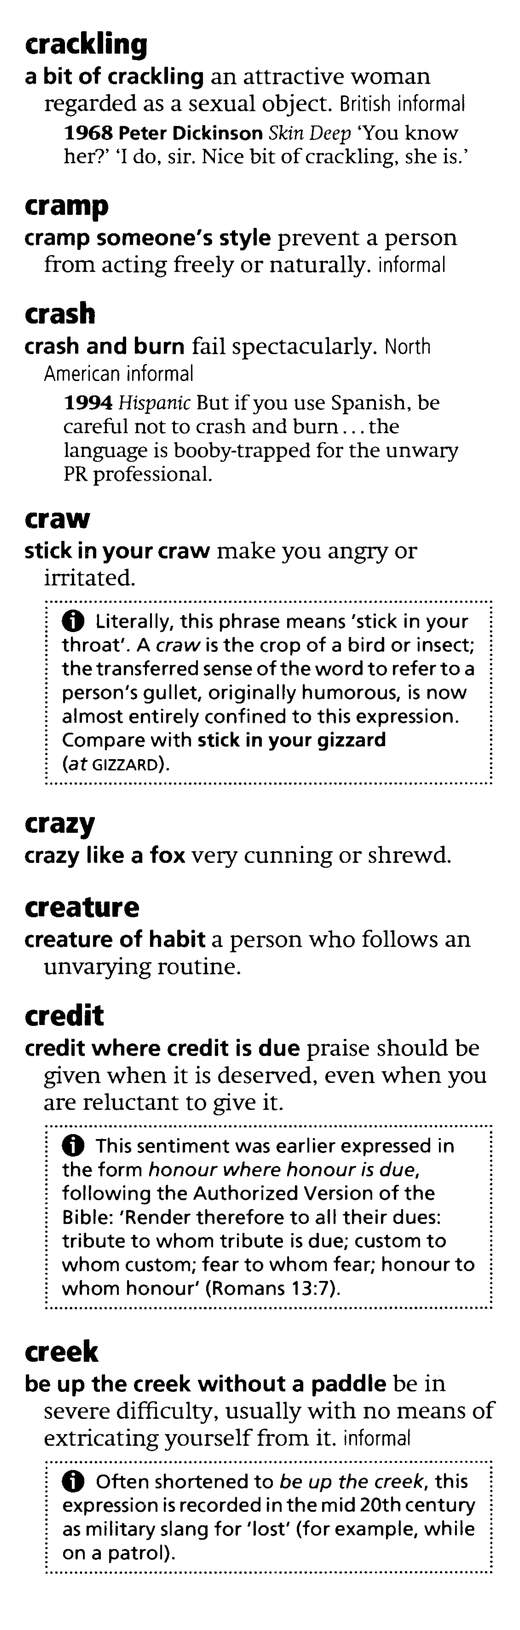 crackling
a bit of crackling an attractive woman
regarded as a sexual object. British informal
1968 Peter Dickinson Skin Deep ‘You know
her?’ ‘I do, sir. Nice bit of crackling, she is.’
cramp
cramp someone's style prevent a person
from acting freely or naturally. informal
crash
crash and burn fail spectacularly. North
American informal
1994 Hispanic But if you use Spanish, be
careful not to crash and burn...the
language is booby-trapped for the unwary
PR professional.
craw
stick in your craw make you angry or
irritated.
i Literally, this phrase means 'stick in your
throat'. A craw is the crop of a bird or insect;
the transferred sense of the word to refer to a
person's gullet, originally humorous, is now
almost entirely confined to this expression.
Compare with stick in your gizzard
(at GIZZARD).
crazy
crazy like a fox very cunning or shrewd.
creature
creature of habit a person who follows an
unvarying routine.
credit
credit where credit is due praise should be
given when it is deserved, even when you
are reluctant to give it.
i This sentiment was earlier expressed in
the form honour where honour is due,
following the Authorized Version of the
Bible: 'Render therefore to all their dues:
tribute to whom tribute is due; custom to
whom custom; fear to whom fear; honour to
whom honour' (Romans 13:7).
creek
be up the creek without a paddle be in
severe difficulty, usually with no means of
extricating yourself from it. informal
i Often shortened to be up the creek, this
expression is recorded in the mid 20th century
as military slang for 'lost' (for example, while
on a patrol).